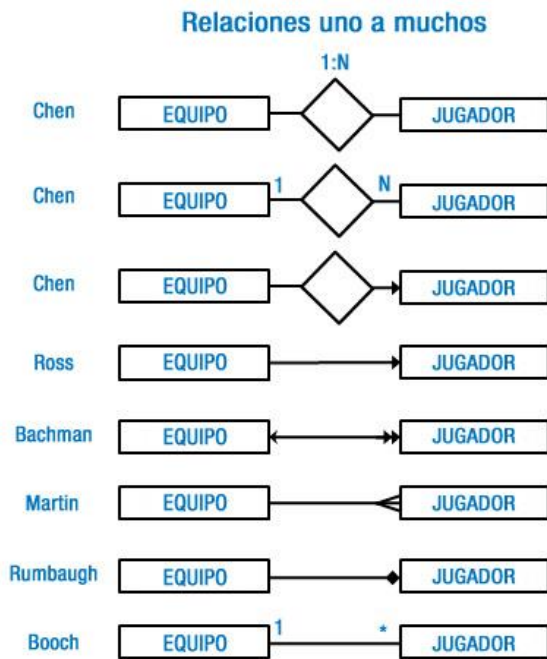 Relaciones uno a muchos
1:N
Chen EQUIPO JUGADOR
1 N
Chen EQUIPO JUGADOR
Chen EQUIPO JUGADOR
Ross EQUIPO JUGADOR
Bachman EQUIPO JUGADOR
Martin EQUIPO JUGADOR
Rumbaugh EQUIPO JUGADOR
1 *
Booch EQUIPO JUGADOR